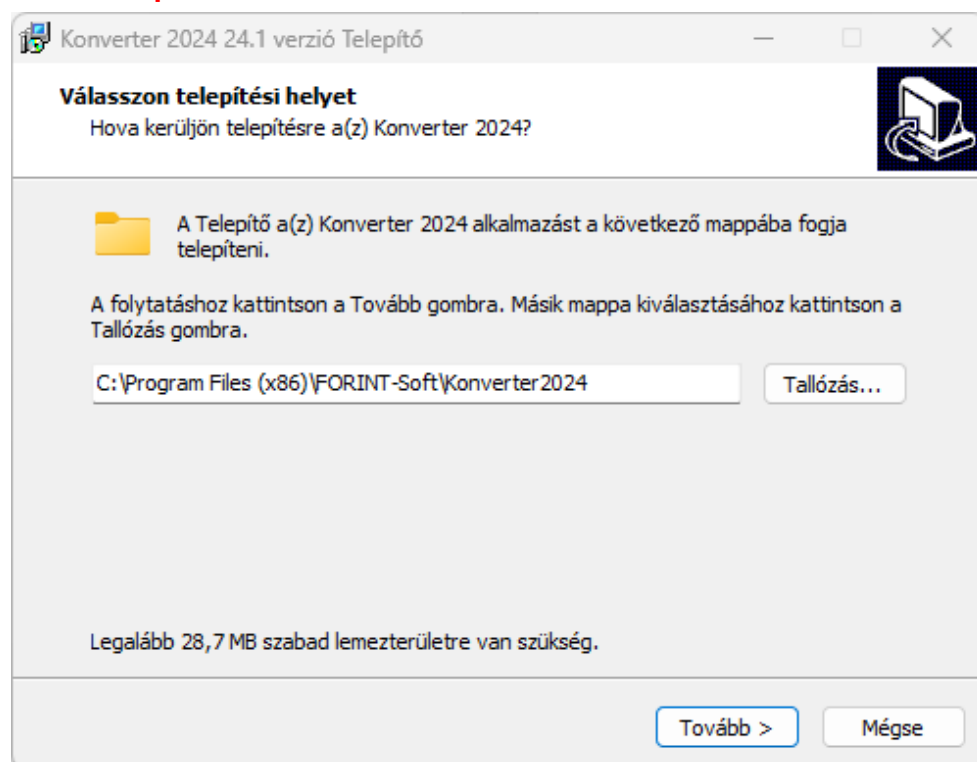 Konverter 2024 24.1 verzió Telepítő
Válasszon telepítési helyet
Hova kerüljön telepítésre a(z) Konverter 2024?
A Telepítő a(z) Konverter 2024 alkalmazást a következő mappába fogja
telepíteni.
A folytatáshoz kattintson a Tovább gombra. Másik mappa kiválasztásához kattintson a
Tallózás gombra.
C:\Program Files (x86)\FORINT-Soft\Konverter2024
Tallózás...
Legalább 28,7 MB szabad lemezterületre van szükség.
Tovább >
Mégse